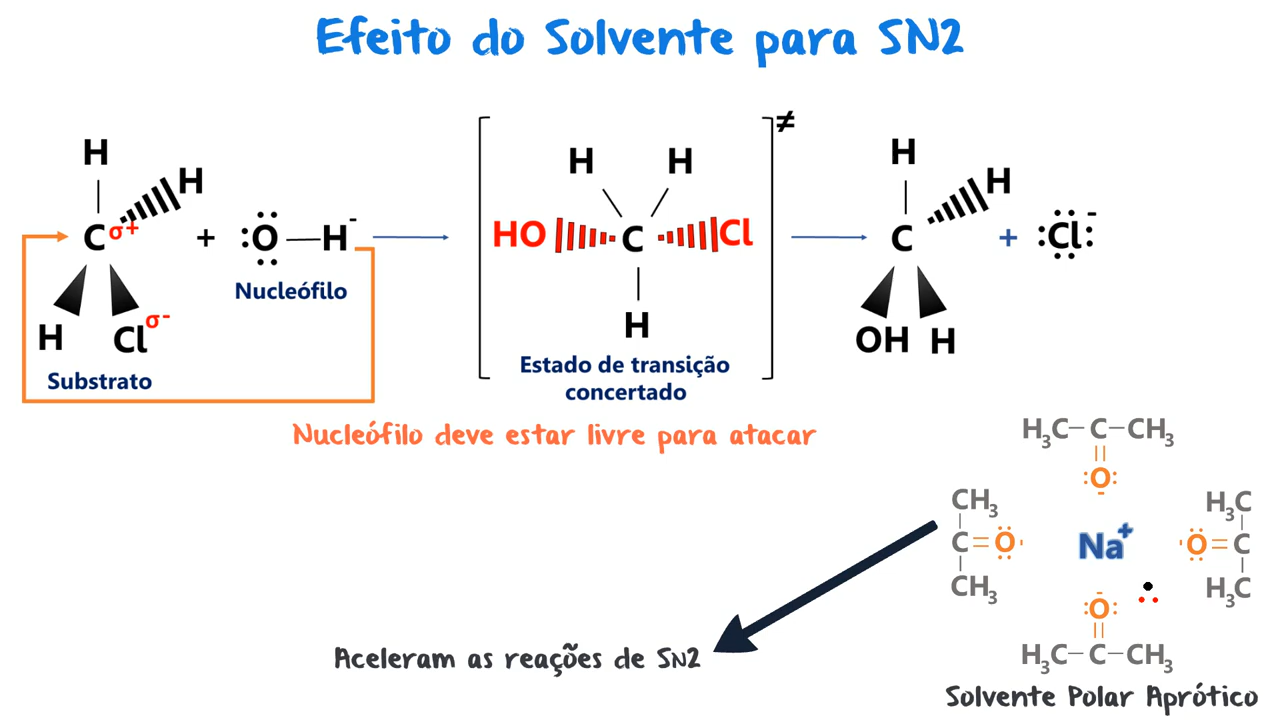 Efeito do Solvente para SN2
H
H
C σ+
+
:O—H-
H
Cl σ-
Nucleófilo
Substrato
≠
H H
HO C Cl
H
Estado de transição
concertado
H
H
C
+ :Cl:-
OH H
Nucleófilo deve estar livre para atacar
H3C–C–CH3
:O:
-
CH3
C=O
CH3
Na+
H3C
O=C
H3C
-
O
H3C–C–CH3
Aceleram as reações de SN2
Solvente Polar Aprótico